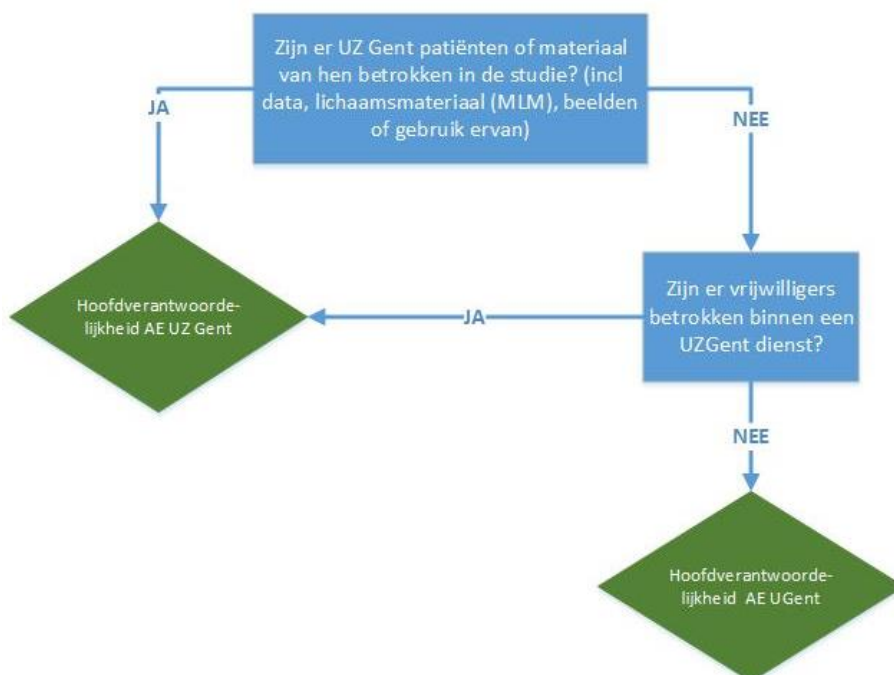 Zijn er UZ Gent patiënten of materiaal
van hen betrokken in de studie? (incl
data, lichaamsmateriaal (MLM), beelden
of gebruik ervan)
JA
NEE
Hoofdverantwoorde-
lijkheid AE UZ Gent
JA
Zijn er vrijwilligers
betrokken binnen een
UZGent dienst?
NEE
Hoofdverantwoorde-
lijkheid AE UGent